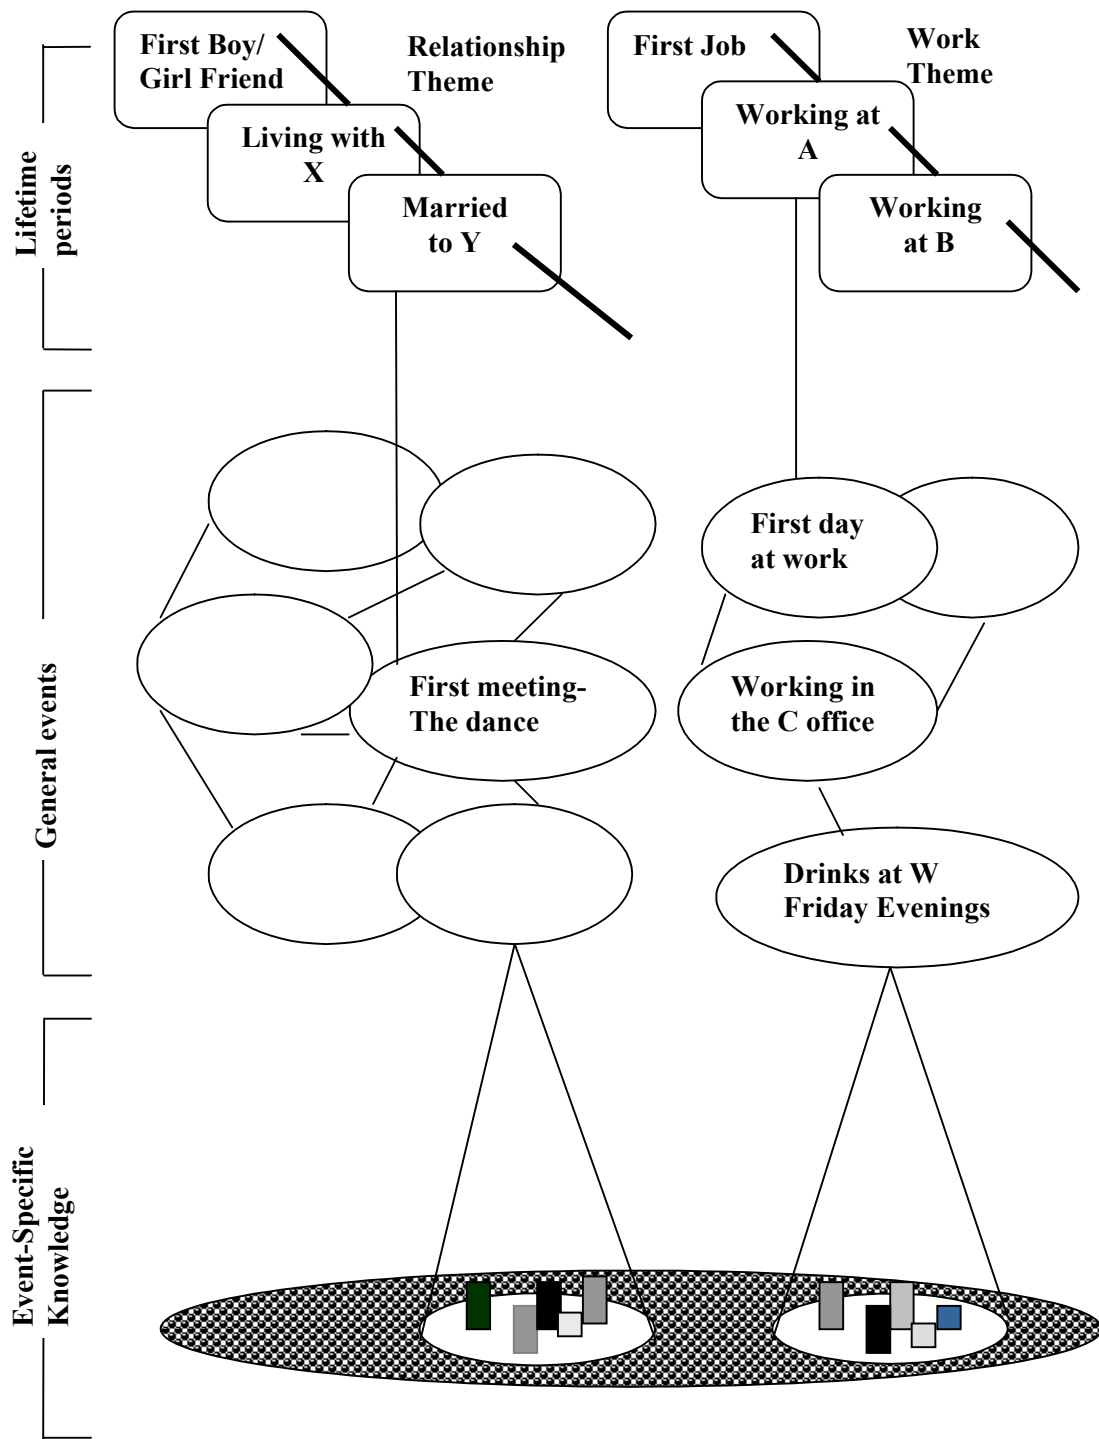 First Boy/
Girl Friend
Relationship
Theme
First Job
Work
Theme
Living with
X
Working at
A
Married
to Y
Working
at B
Lifetime
periods
First day
at work
First meeting-
The dance
Working in
the C office
General events
Drinks at W
Friday Evenings
Event-Specific
Knowledge